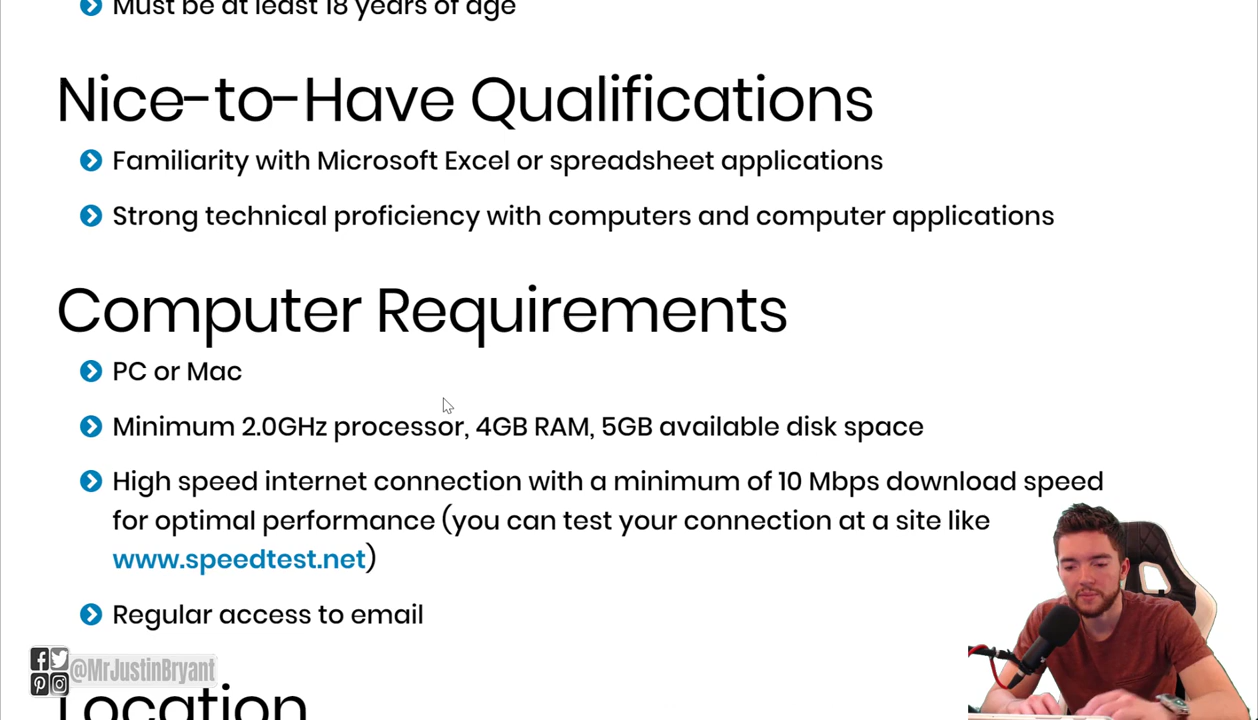 Must be at least 18 years of age
Nice-to-Have Qualifications
Familiarity with Microsoft Excel or spreadsheet applications
Strong technical proficiency with computers and computer applications
Computer Requirements
PC or Mac
Minimum 2.0GHz processor, 4GB RAM, 5GB available disk space
High speed internet connection with a minimum of 10 Mbps download speed
for optimal performance (you can test your connection at a site like
www.speedtest.net)
Regular access to email
@MrJustinBryant
Location